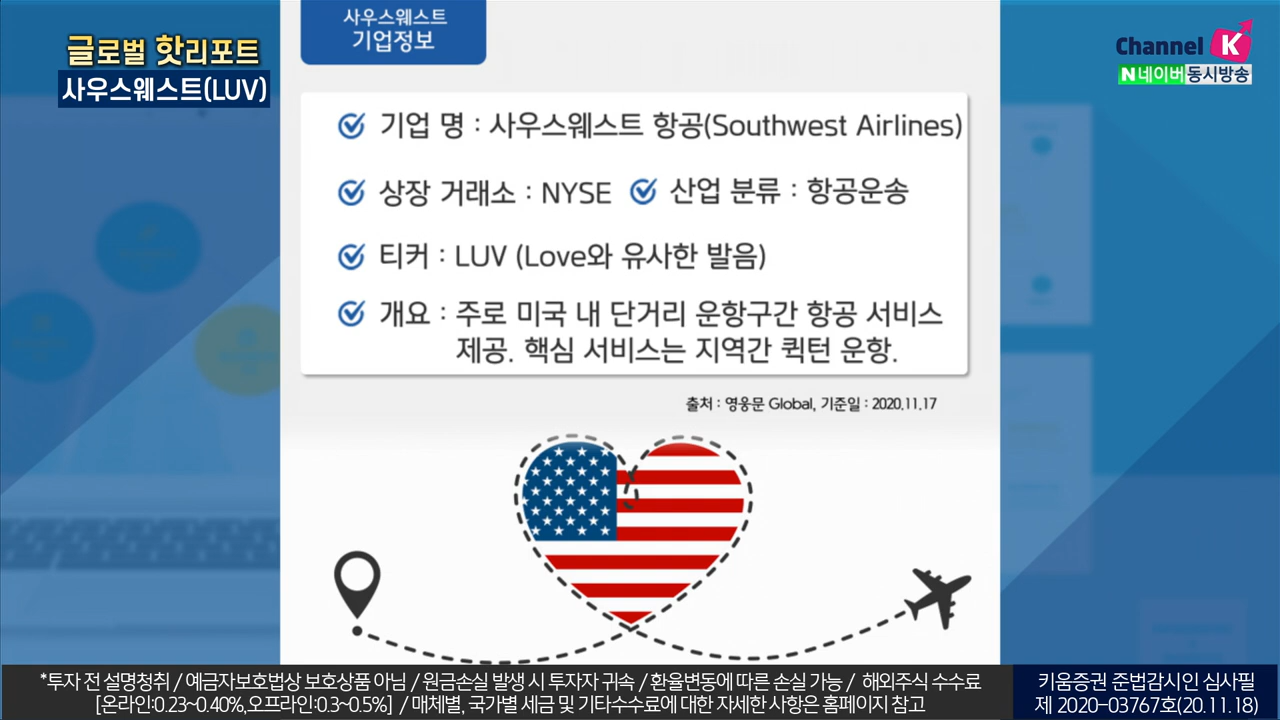 사우스웨스트
기업정보
글로벌 핫리포트
사우스웨스트(LUV)
Channel K
N 네이버 동시방송
기업 명 : 사우스웨스트 항공(Southwest Airlines)
상장 거래소 : NYSE 산업 분류 : 항공운송
티커 : LUV (Love와 유사한 발음)
개요 : 주로 미국 내 단거리 운항구간 항공 서비스
제공. 핵심 서비스는 지역간 퀵턴 운항.
출처 : 영웅문 Global, 기준일 : 2020.11.17
*투자 전 설명청취 / 예금자보호법상 보호상품 아님 / 원금손실 발생 시 투자자 귀속 / 환율변동에 따른 손실 가능 / 해외주식 수수료
[온라인:0.23~0.40%,오프라인:0.3~0.5%] / 매체별, 국가별 세금 및 기타수수료에 대한 자세한 사항은 홈페이지 참고
키움증권 준법감시인 심사필
제 2020-03767호(20.11.18)